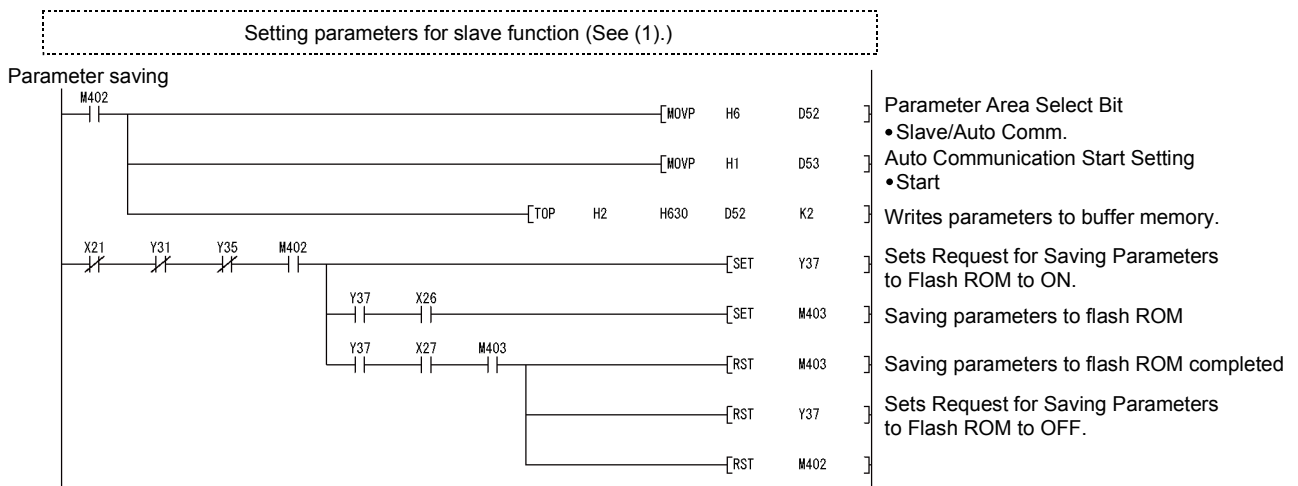 Setting parameters for slave function (See (1).)
Parameter saving
M402
[MOVP H6 D52 ]
Parameter Area Select Bit
•Slave/Auto Comm.
[MOVP H1 D53 ]
Auto Communication Start Setting
•Start
[TOP H2 H630 D52 K2 ]
Writes parameters to buffer memory.
X21 Y31 Y35 M402
[SET Y37 ]
Sets Request for Saving Parameters
to Flash ROM to ON.
Y37 X26
[SET M403 ]
Saving parameters to flash ROM
Y37 X27 M403
[RST M403 ]
Saving parameters to flash ROM completed
[RST Y37 ]
Sets Request for Saving Parameters
to Flash ROM to OFF.
[RST M402 ]